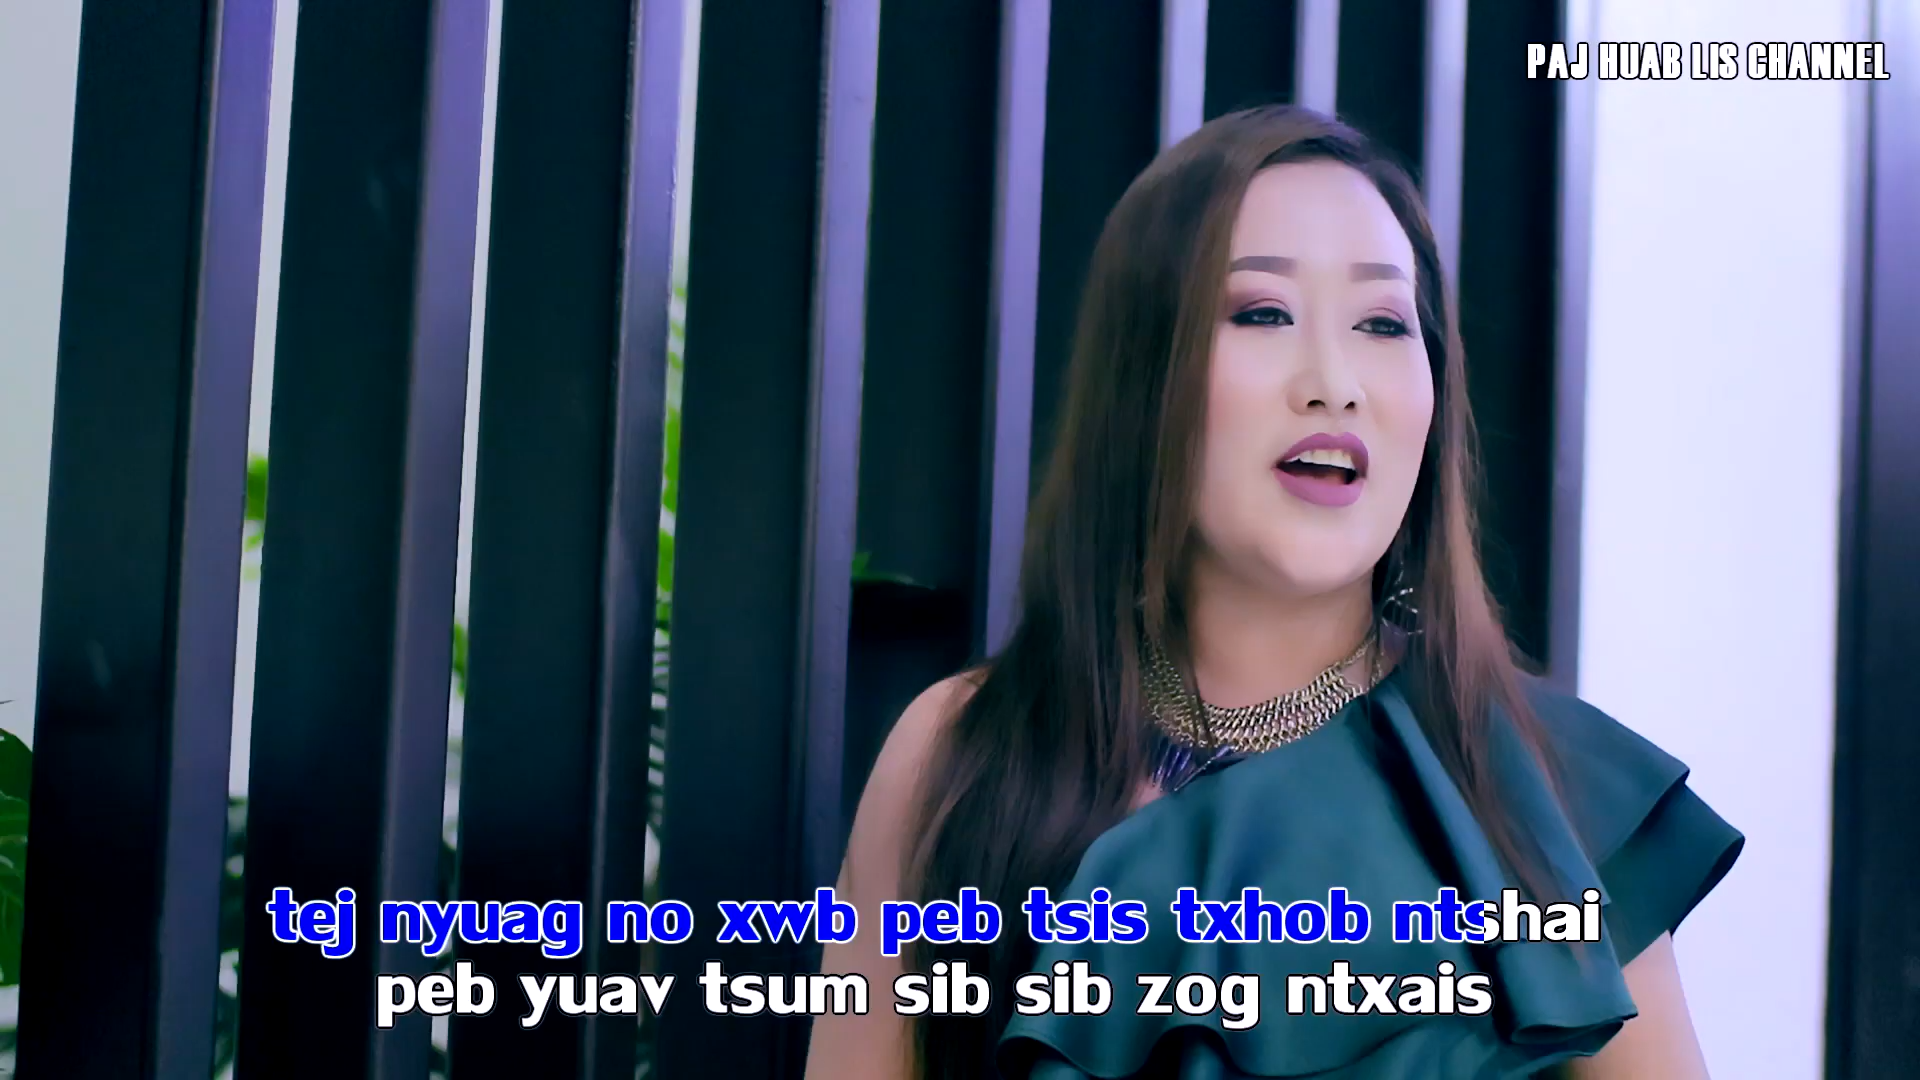 PAJ HUAB LIS CHANNEL
tej nyuag no xwb peb tsis txhob ntshai
peb yuav tsum sib sib zog ntxais